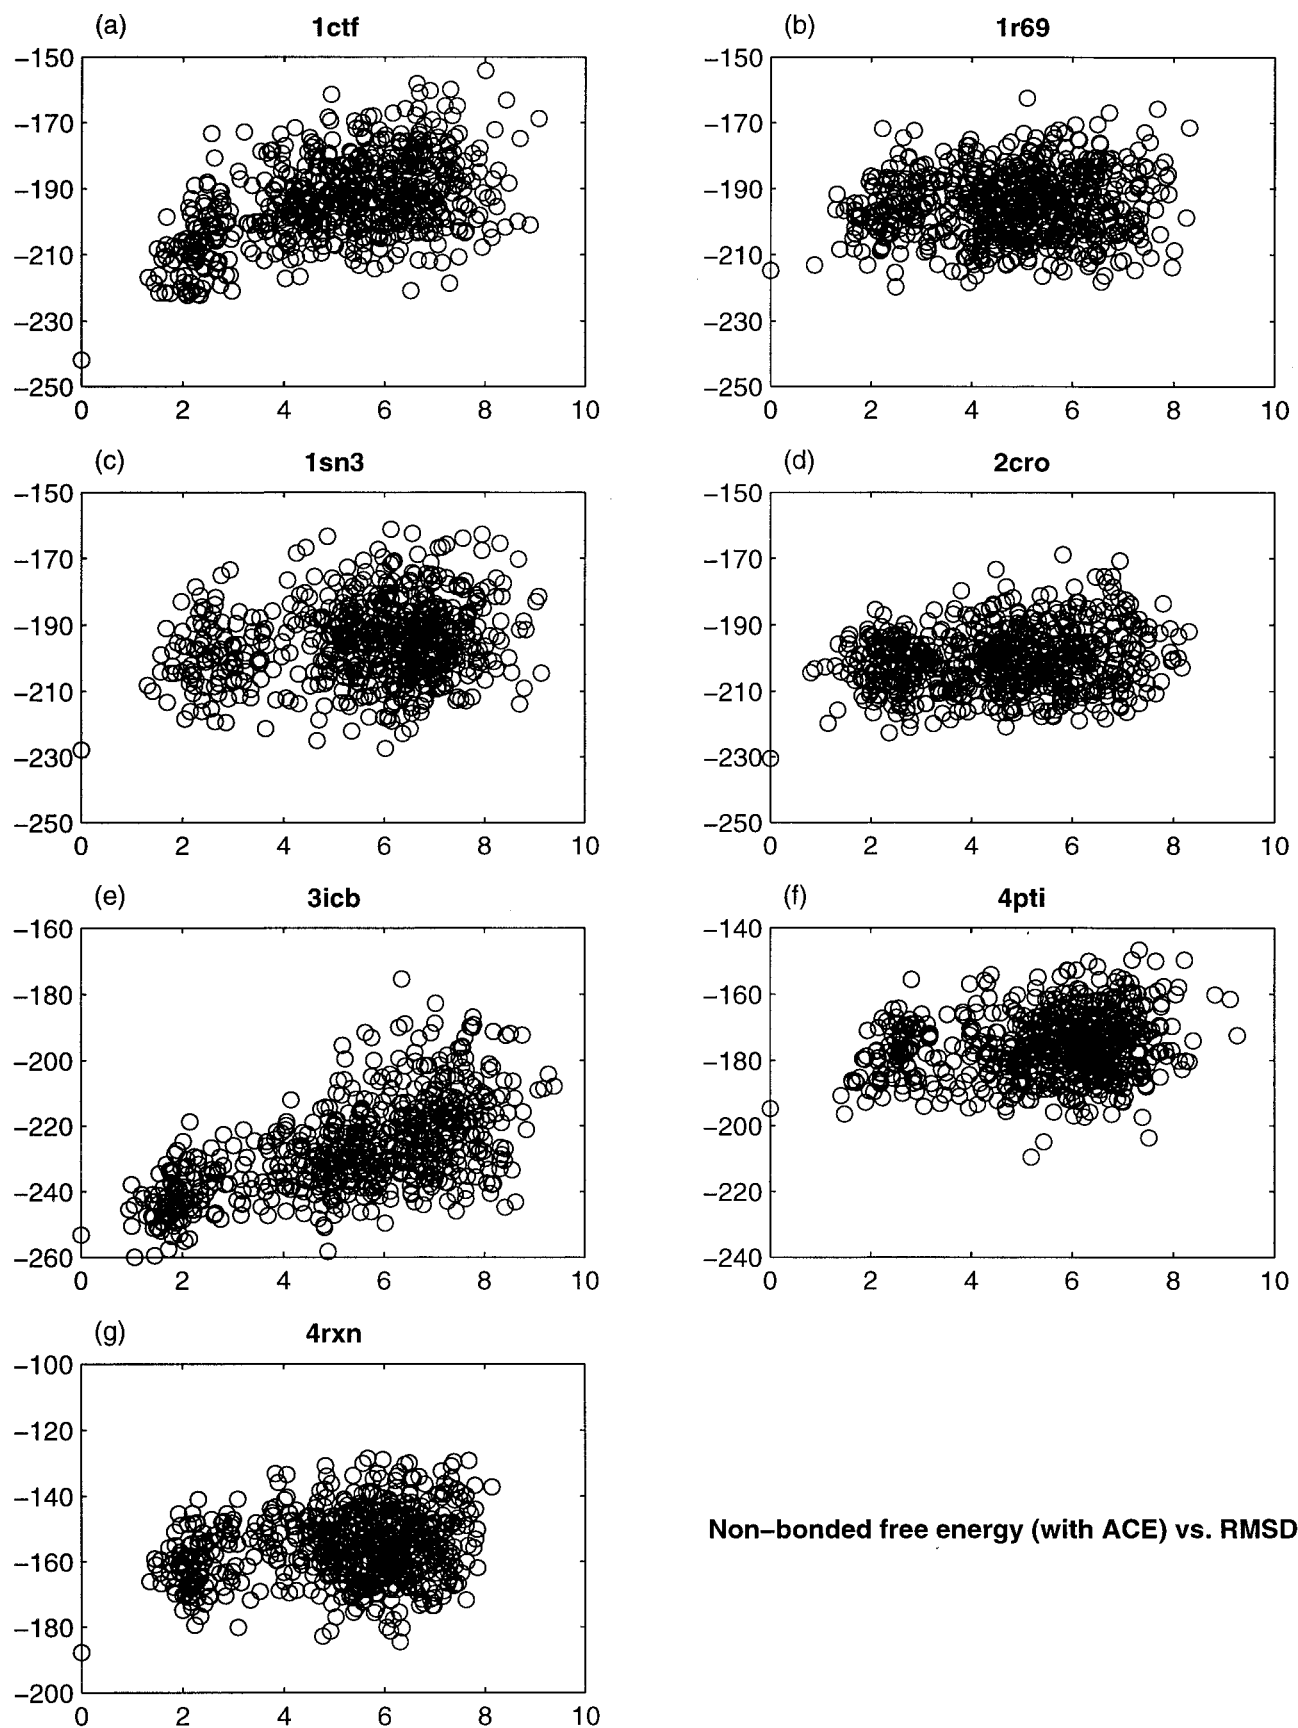 (a) 1ctf
−150
−170
−190
−210
−230
−250
0 2 4 6 8 10
(b) 1r69
−150
−170
−190
−210
−230
−250
0 2 4 6 8 10
(c) 1sn3
−150
−170
−190
−210
−230
−250
0 2 4 6 8 10
(d) 2cro
−150
−170
−190
−210
−230
−250
0 2 4 6 8 10
(e) 3icb
−160
−180
−200
−220
−240
−260
0 2 4 6 8 10
(f) 4pti
−140
−160
−180
−200
−220
−240
0 2 4 6 8 10
(g) 4rxn
−100
−120
−140
−160
−180
−200
0 2 4 6 8 10
Non−bonded free energy (with ACE) vs. RMSD